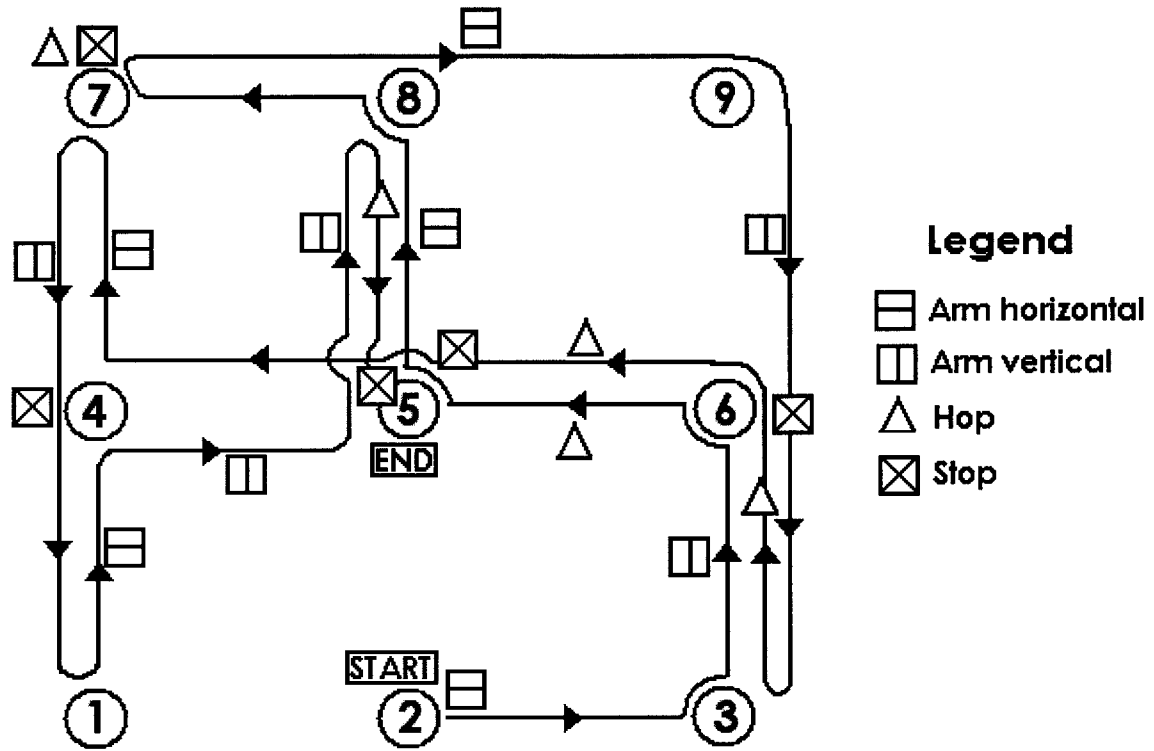 7
8
9
Legend
Arm horizontal
Arm vertical
Hop
Stop
4
5
6
END
START
1
2
3